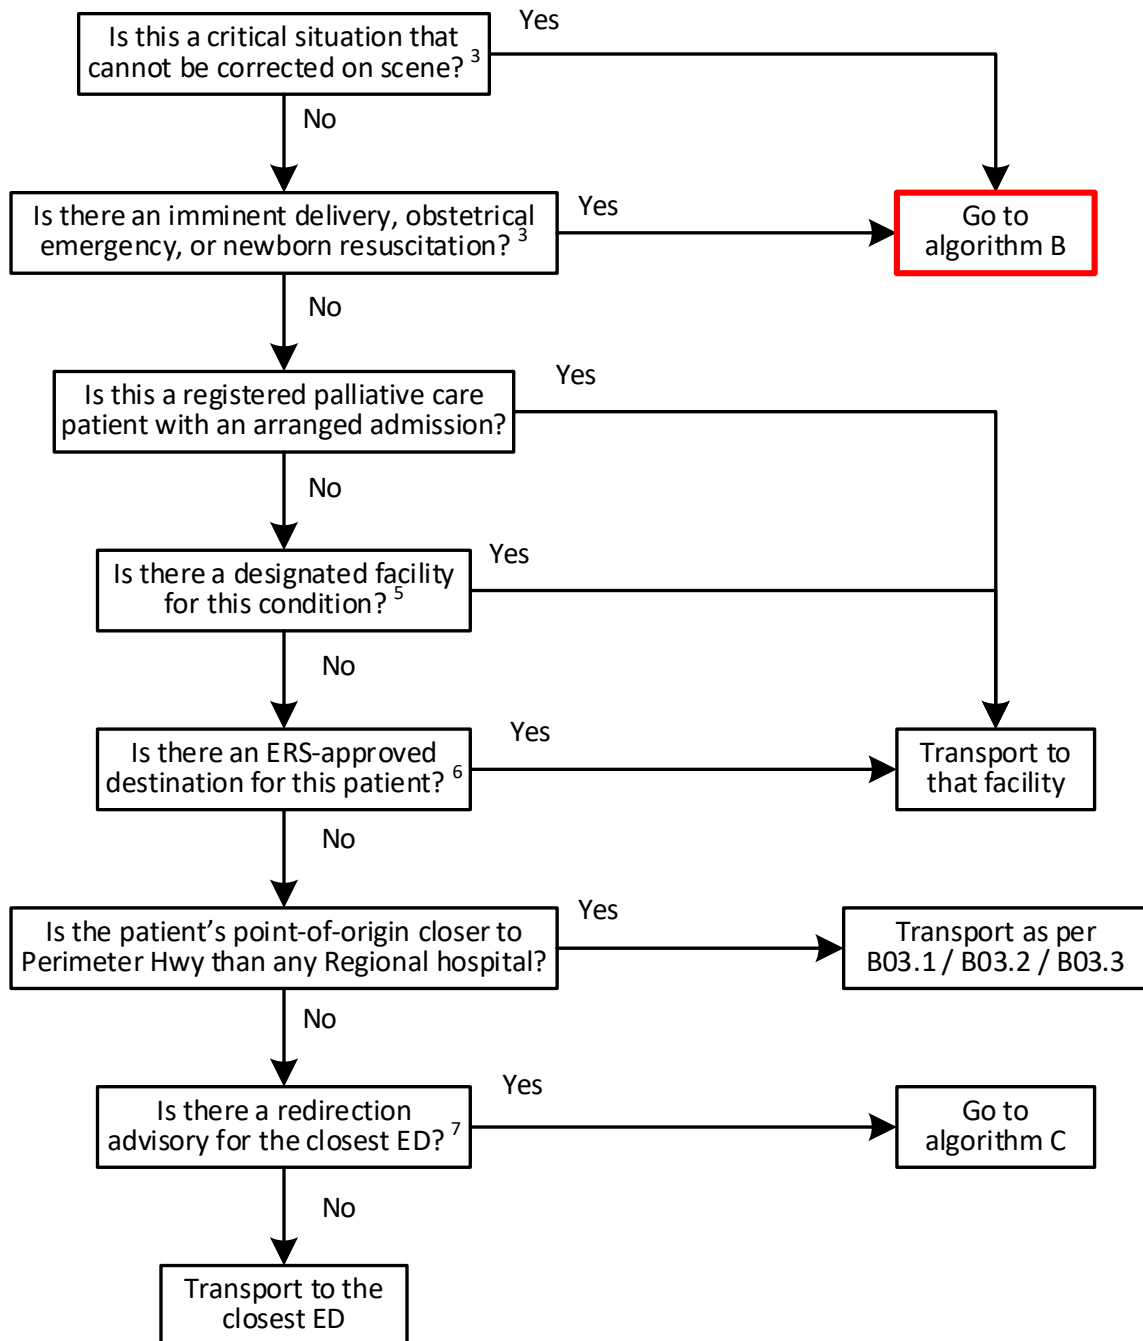 Is this a critical situation that
cannot be corrected on scene? 3
Yes
No
Is there an imminent delivery, obstetrical
emergency, or newborn resuscitation? 3
Yes
Go to
algorithm B
No
Is this a registered palliative care
patient with an arranged admission?
Yes
No
Is there a designated facility
for this condition? 5
Yes
No
Is there an ERS-approved
destination for this patient? 6
Yes
Transport to
that facility
No
Is the patient’s point-of-origin closer to
Perimeter Hwy than any Regional hospital?
Yes
Transport as per
B03.1 / B03.2 / B03.3
No
Is there a redirection
advisory for the closest ED? 7
Yes
Go to
algorithm C
No
Transport to the
closest ED